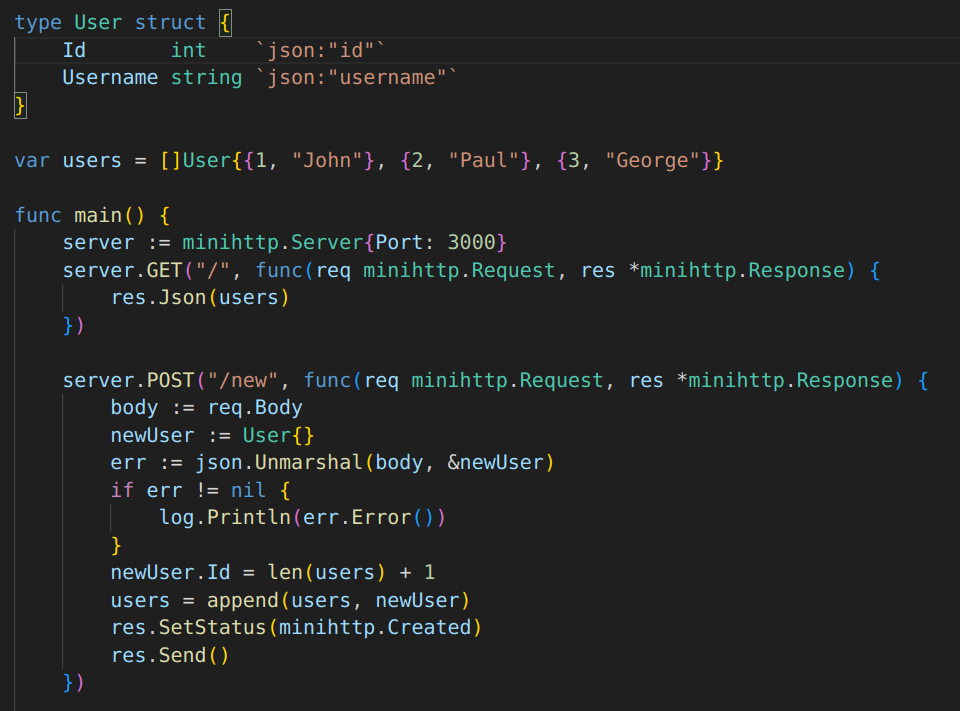 type User struct {
    Id       int    `json:"id"`
    Username string `json:"username"`
}
var users = []User{{1, "John"}, {2, "Paul"}, {3, "George"}}
func main() {
    server := minihttp.Server{Port: 3000}
    server.GET("/", func(req minihttp.Request, res *minihttp.Response) {
        res.Json(users)
    })
    server.POST("/new", func(req minihttp.Request, res *minihttp.Response) {
        body := req.Body
        newUser := User{}
        err := json.Unmarshal(body, &newUser)
        if err != nil {
            log.Println(err.Error())
        }
        newUser.Id = len(users) + 1
        users = append(users, newUser)
        res.SetStatus(minihttp.Created)
        res.Send()
    })